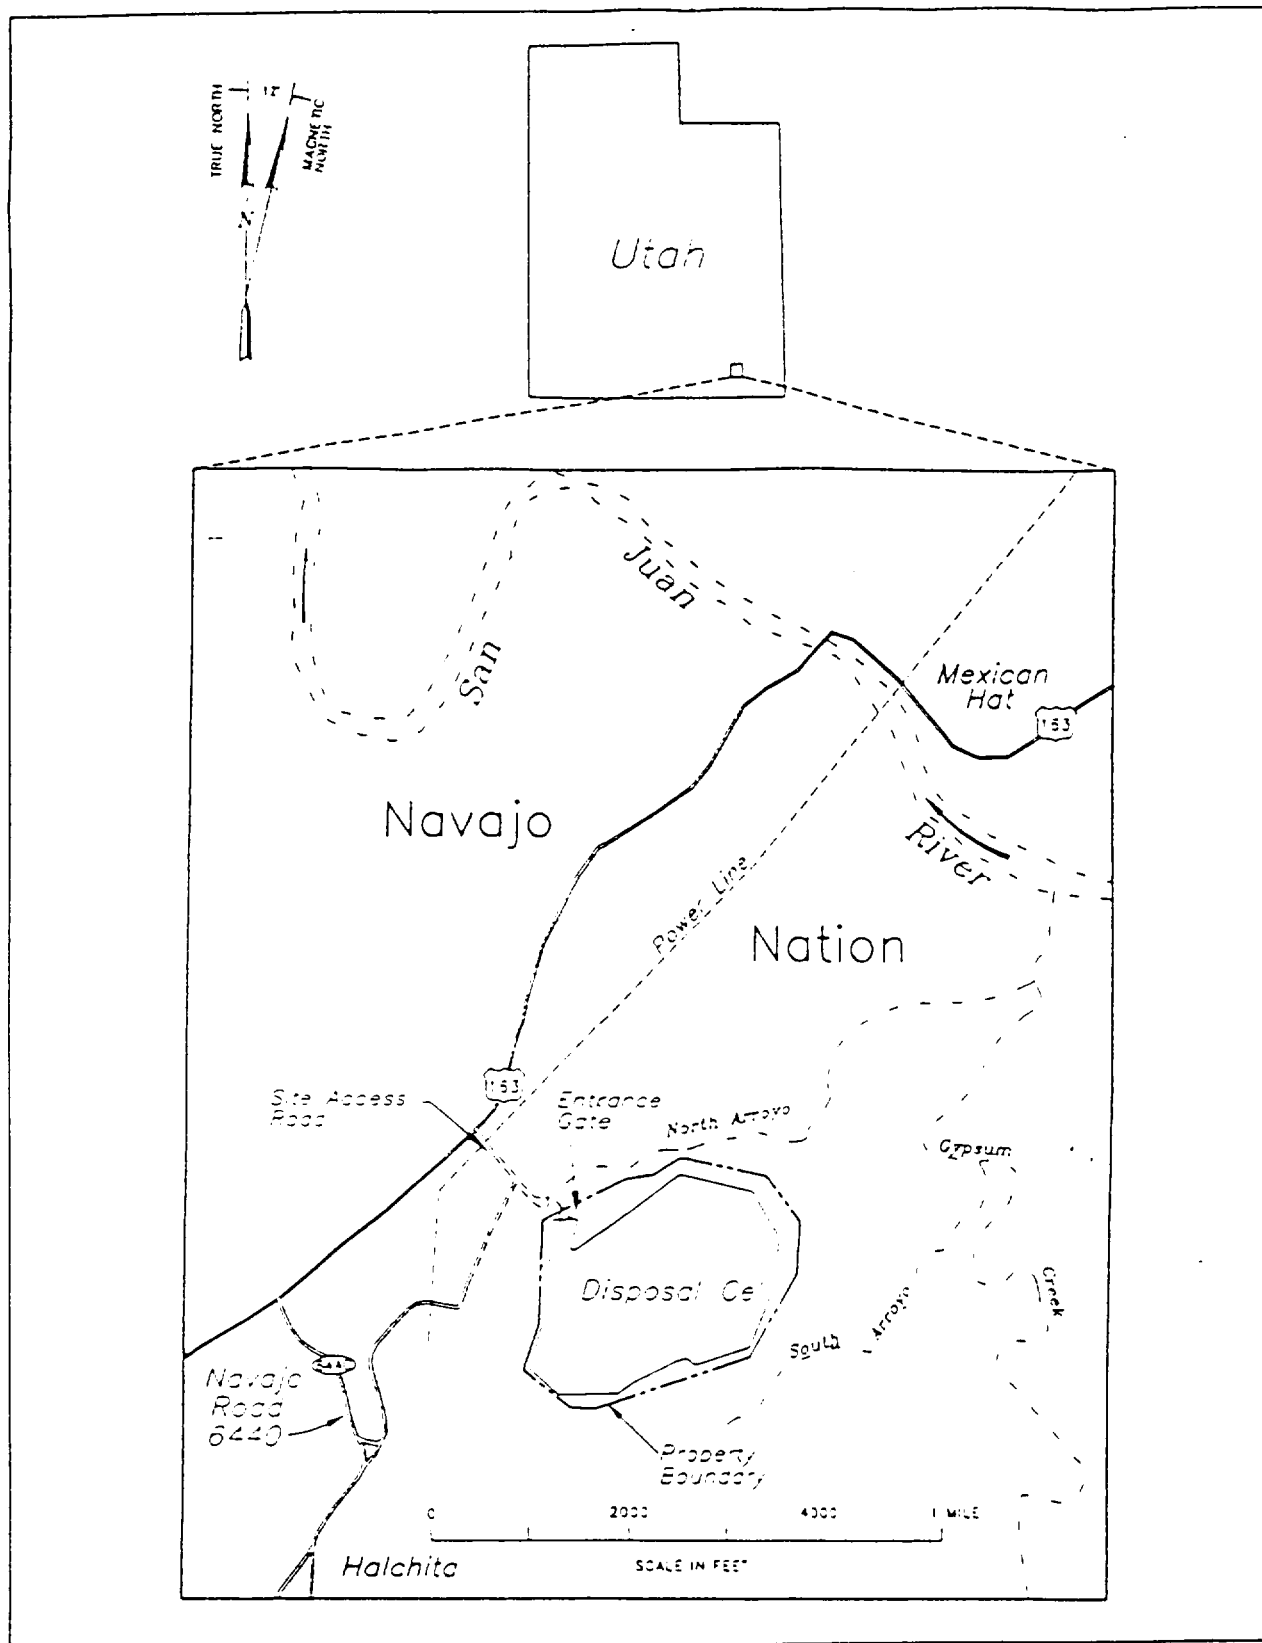 TRUE NORTH
MAGNETIC
NORTH
N
Utah
San
Juan
River
Mexican
Hat
163
Navajo
Nation
Power Line
163
Site Access
Road
Entrance
Gate
North Arroyo
Gypsum
Creek
Disposal Ce
South Arroyo
Navajo
Road
6440
Property
Boundary
0 2000 4000 1 MILE
SCALE IN FEET
Halchita